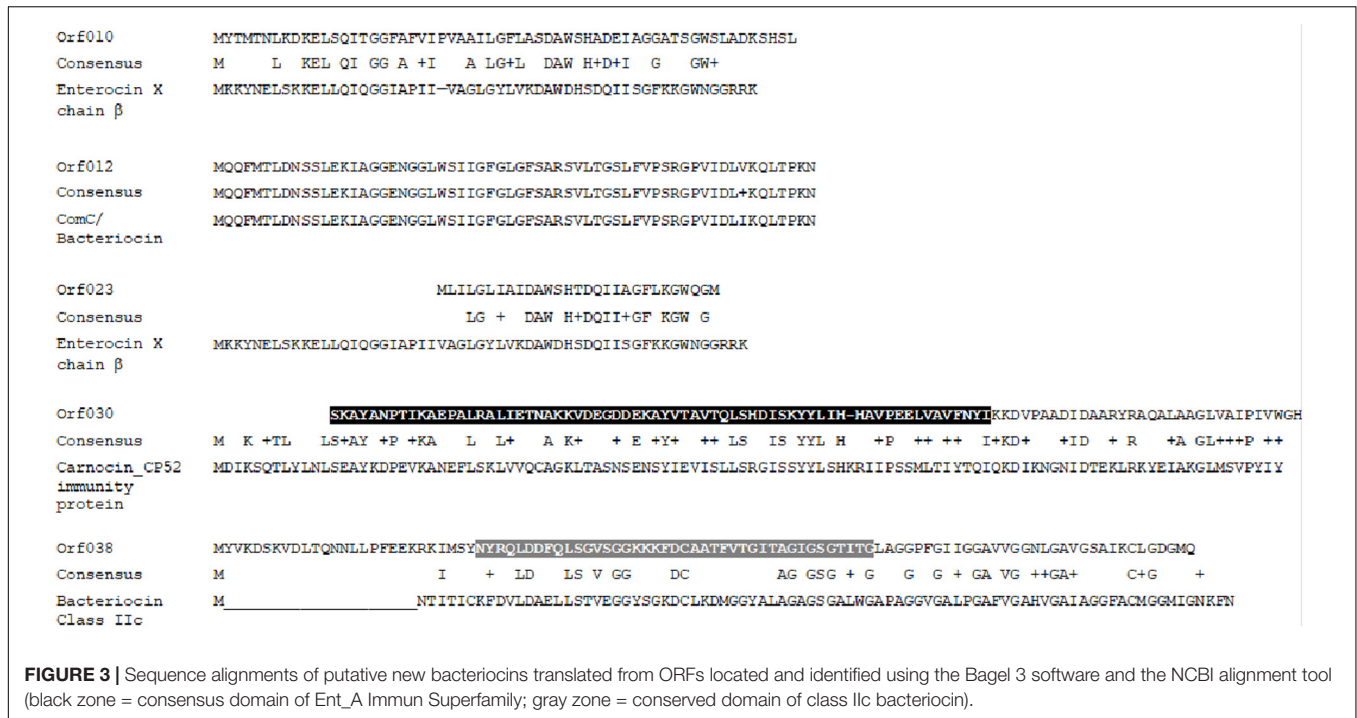 Orf010 MYTMTNLKDKELSQITGGFAFVIPVAAILGFLASDAWSHADEIAGGATSGWSLADKSHSL
Consensus M L KEL QI GG A +I A LG+L DAW H+D+I G GW+
Enterocin X MKKYNELSKKELLQIQGGIAPII-VAGLGYLVKDAWDHSDQIISGFKKGWNGGRRK
chain β
Orf012 MQQFMTLDNSSLEKIAGGENGGLWSIIGFGLGFSARSVLTGSLFVPSRGPVIDLVKQLTPKN
Consensus MQQFMTLDNSSLEKIAGGENGGLWSIIGFGLGFSARSVLTGSLFVPSRGPVIDL+KQLTPKN
ComC/ MQQFMTLDNSSLEKIAGGENGGLWSIIGFGLGFSARSVLTGSLFVPSRGPVIDLIKQLTPKN
Bacteriocin
Orf023 MLILGLIAIDAWSHTDQIIAGFLKGWQGM
Consensus LG + DAW H+DQII+GF KGW G
Enterocin X MKKYNELSKKELLQIQGGIAPIIVAGLGYLVKDAWDHSDQIISGFKKGWNGGRRK
chain β
Orf030 SKAYANPTIKAEPALRALIETNAKKVDEGDDEKAYVTAVTQLSHDISKYYLIH-HAVPEELVAVFNYIKKDVPAADIDAARYRAQALAAGLVAIPIVWGH
Consensus M K +TL LS+AY +P +KA L L+ A K+ + E +Y+ ++ LS IS YYL H +P ++ ++ I+KD+ +ID + R +A GL+++P ++
Carnocin_CP52 MDIKSQTLYLNLSEAYKDPEVKANEFLSKLVVQCAGKLTASNSENSYIEVISLLSRGISSYYLSHKRIIPSSMLTIYTQIQKDIKNGNIDTEKLRKYEIAKGLMSVPYIY
immunity
protein
Orf038 MYVKDSKVDLTQNNLLPFEEKRKIMSYNYRQLDDFQLSGVSGGKKKFDCAATFVTGITAGIGSGTITGLAGGPFGIIGGAVVGGNLGAVGSAIKCLGDGMQ
Consensus M I + LD LS V GG DC AG GSG + G G G + GA VG ++GA+ C+G +
Bacteriocin M____________________NTITICKFDVLDAELLSTVEGGYSGKDCLKDMGGYALAGAGSGALWGAPAGGVGALPGAFVGAHVGAIAGGFACMGGMIGNKFN
Class IIc
FIGURE 3 | Sequence alignments of putative new bacteriocins translated from ORFs located and identified using the Bagel 3 software and the NCBI alignment tool
(black zone = consensus domain of Ent_A Immun Superfamily; gray zone = conserved domain of class IIc bacteriocin).